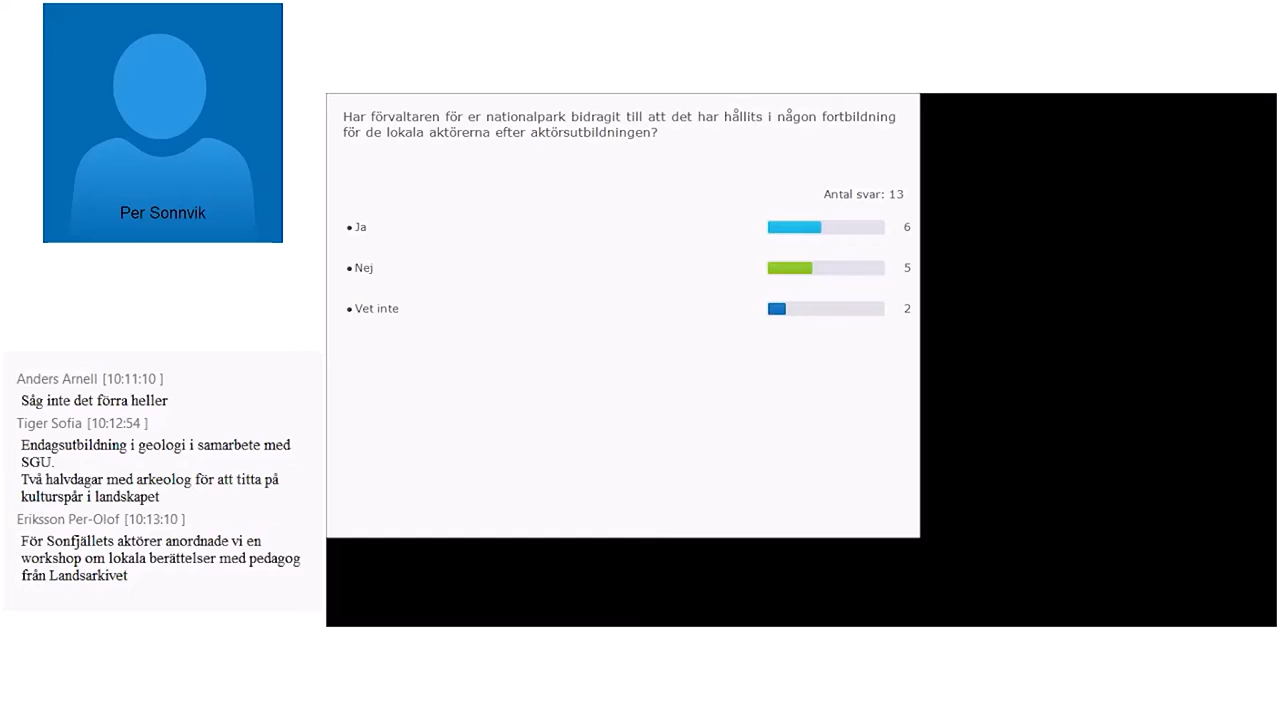 Per Sonnvik
Har förvaltaren för er nationalpark bidragit till att det har hållits i någon fortbildning
för de lokala aktörerna efter aktörsutbildningen?
Antal svar: 13
• Ja 6
• Nej 5
• Vet inte 2
Anders Arnell [10:11:10 ]
Såg inte det förra heller
Tiger Sofia [10:12:54 ]
Endagsutbildning i geologi i samarbete med
SGU.
Två halvdagar med arkeolog för att titta på
kulturspår i landskapet
Eriksson Per-Olof [10:13:10 ]
För Sonfjällets aktörer anordnade vi en
workshop om lokala berättelser med pedagog
från Landsarkivet